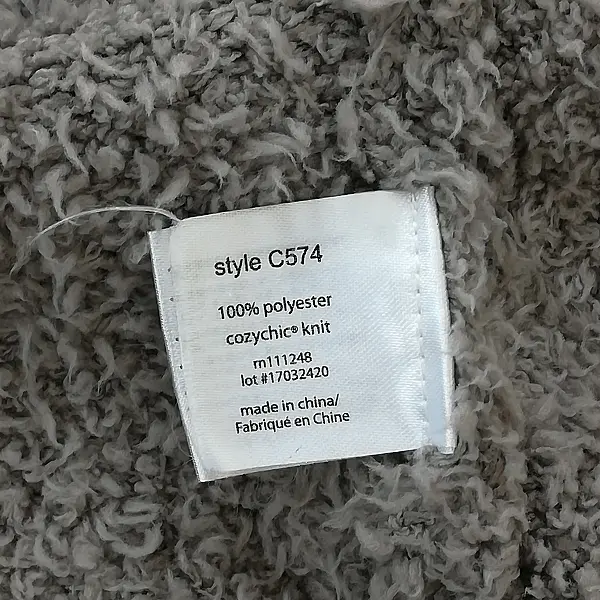 style C574
100% polyester
cozychic® knit
rn111248
lot #17032420
made in china/
Fabriqué en Chine